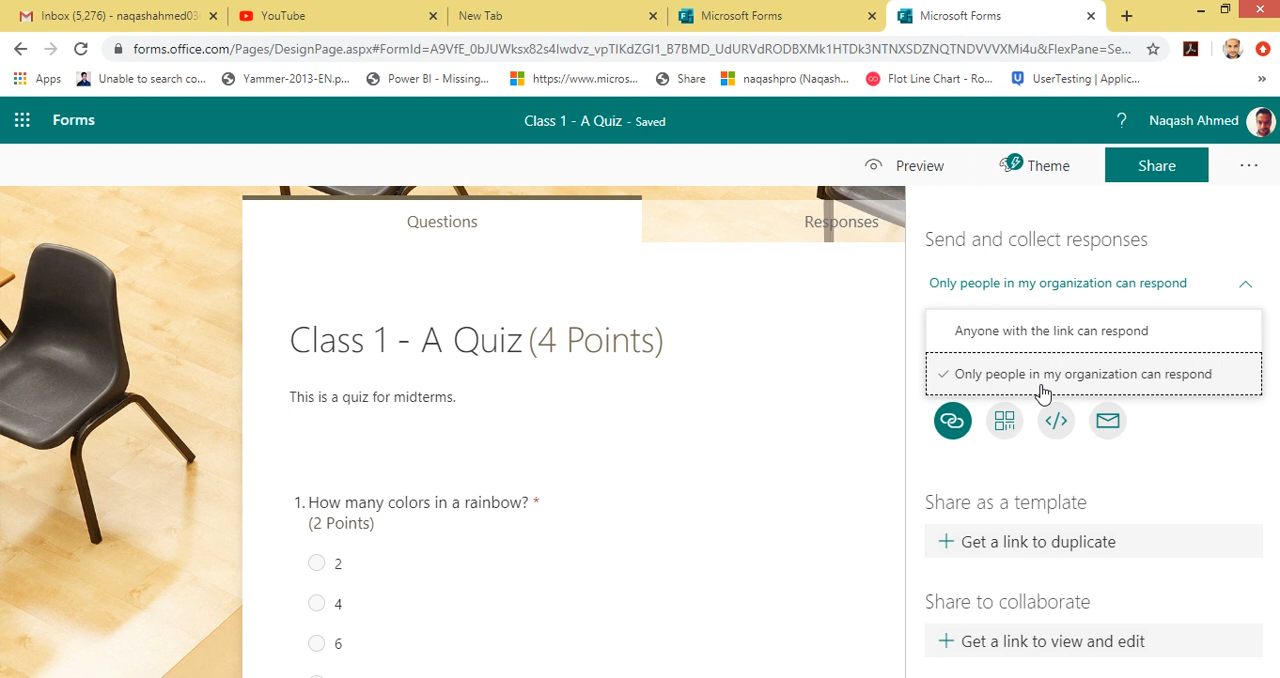 Inbox (5,276) - naqashahmed03
YouTube
New Tab
Microsoft Forms
Microsoft Forms
forms.office.com/Pages/DesignPage.aspx#FormId=A9VfE_0bJUWksx82s4lwdvz_vpTIKdZGl1_B7BMD_UdURVdRODBXMk1HTDk3NTNXSDZNQTNDVVVXMi4u&FlexPane=Se...
Apps
Unable to search co...
Yammer-2013-EN.p...
Power BI - Missing...
https://www.micros...
Share
naqashpro (Naqash...
Flot Line Chart - Ro...
UserTesting | Applic...
»
Forms
Class 1 - A Quiz - Saved
?
Naqash Ahmed
Preview
Theme
Share
...
Questions
Responses
Send and collect responses
Only people in my organization can respond
Anyone with the link can respond
Only people in my organization can respond
Class 1 - A Quiz (4 Points)
This is a quiz for midterms.
1. How many colors in a rainbow? *
(2 Points)
2
4
6
Share as a template
Get a link to duplicate
Share to collaborate
Get a link to view and edit